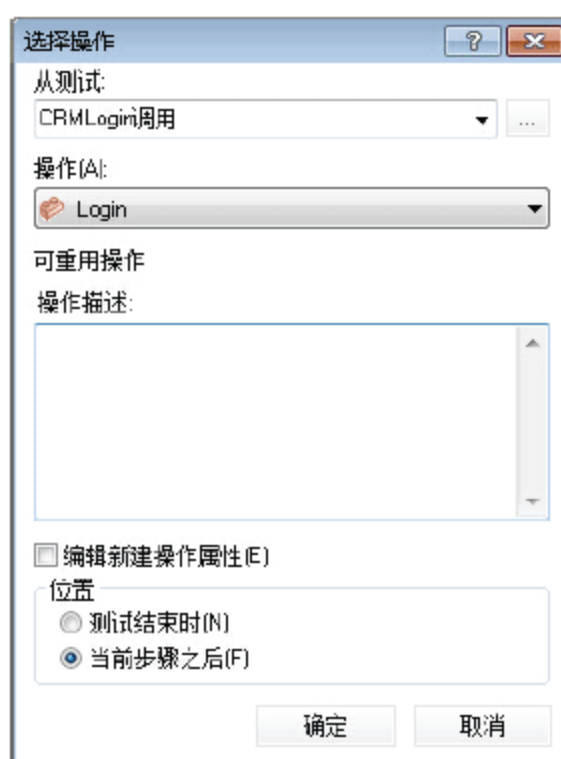 选择操作
从测试:
CRMLogin调用
...
操作(A):
Login
可重用操作
操作描述:
编辑新建操作属性(E)
位置
测试结束时(N)
当前步骤之后(F)
确定 取消